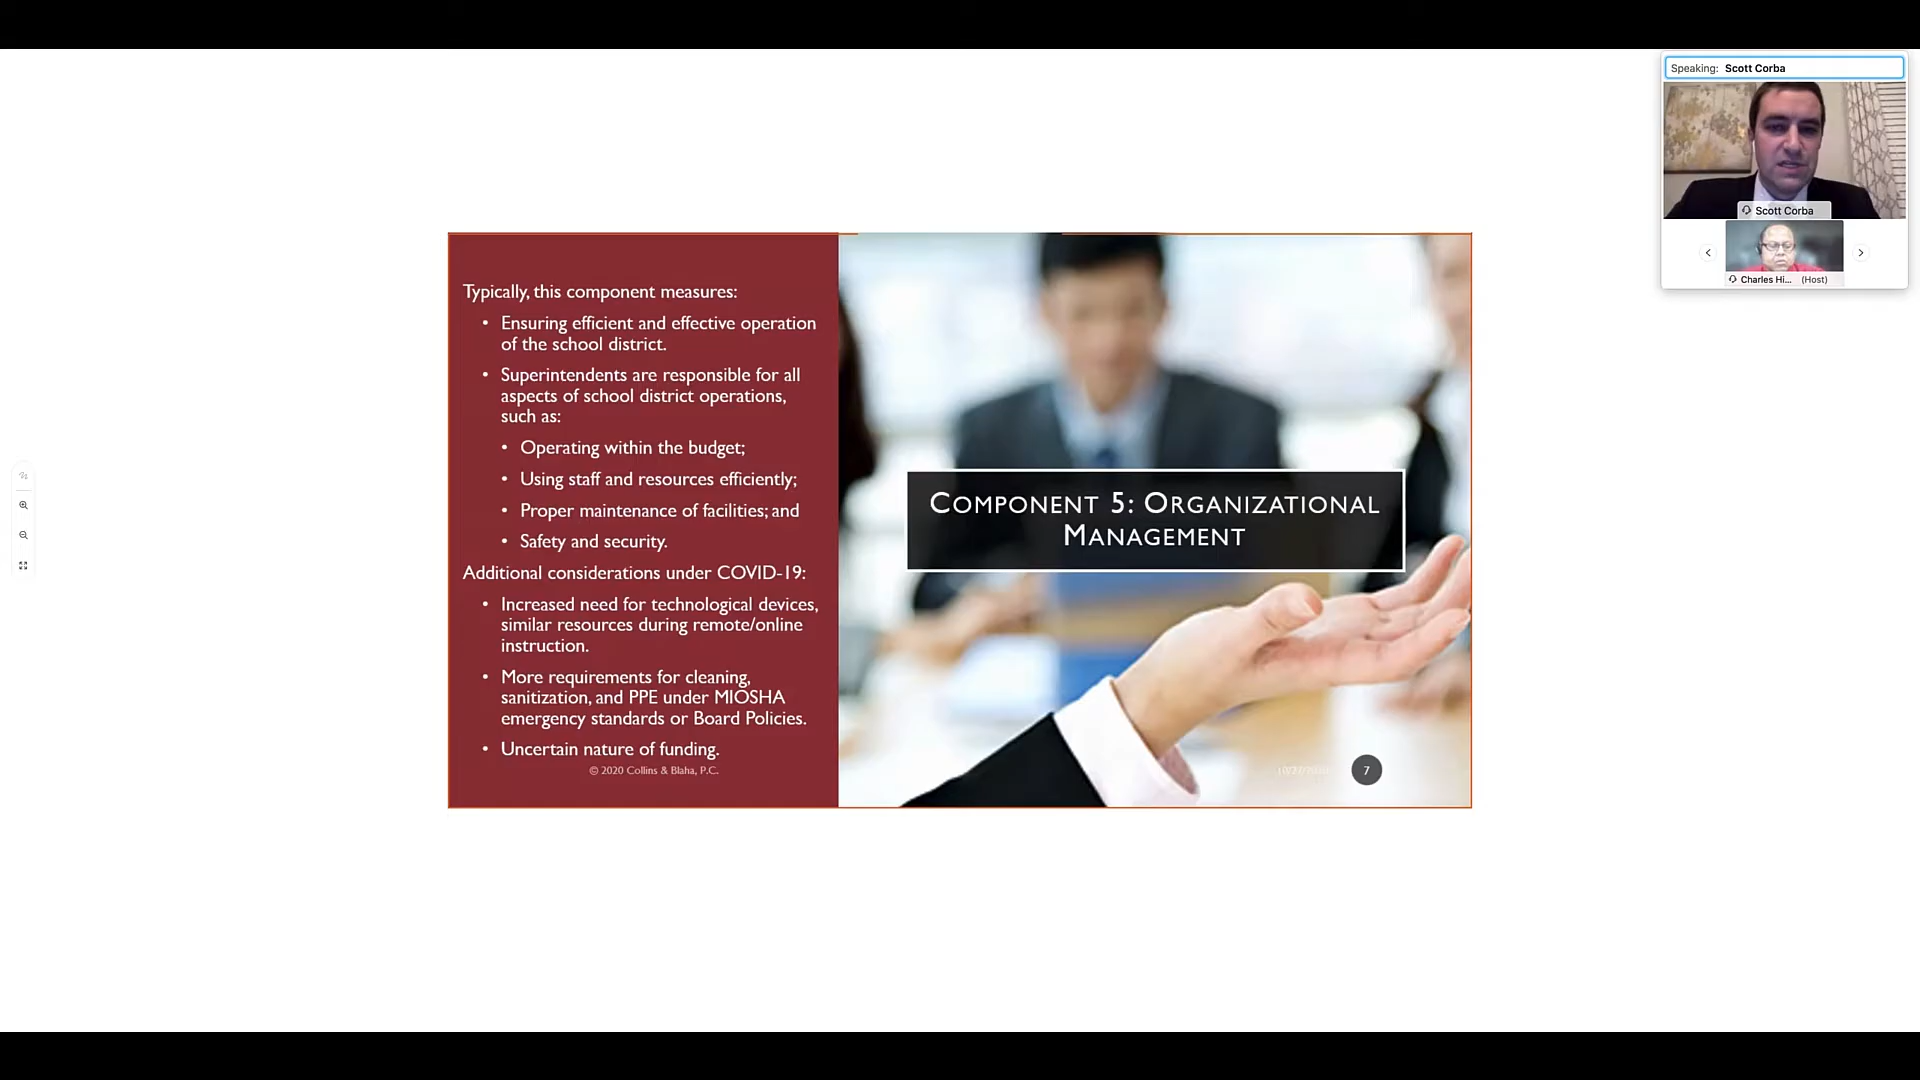 Speaking: Scott Corba
Scott Corba
Charles Hi... (Host)
Typically, this component measures:
• Ensuring efficient and effective operation
of the school district.
• Superintendents are responsible for all
aspects of school district operations,
such as:
• Operating within the budget;
• Using staff and resources efficiently;
• Proper maintenance of facilities; and
• Safety and security.
Additional considerations under COVID-19:
• Increased need for technological devices,
similar resources during remote/online
instruction.
• More requirements for cleaning,
sanitization, and PPE under MIOSHA
emergency standards or Board Policies.
• Uncertain nature of funding.
© 2020 Collins & Blaha, P.C.
COMPONENT 5: ORGANIZATIONAL
MANAGEMENT
7